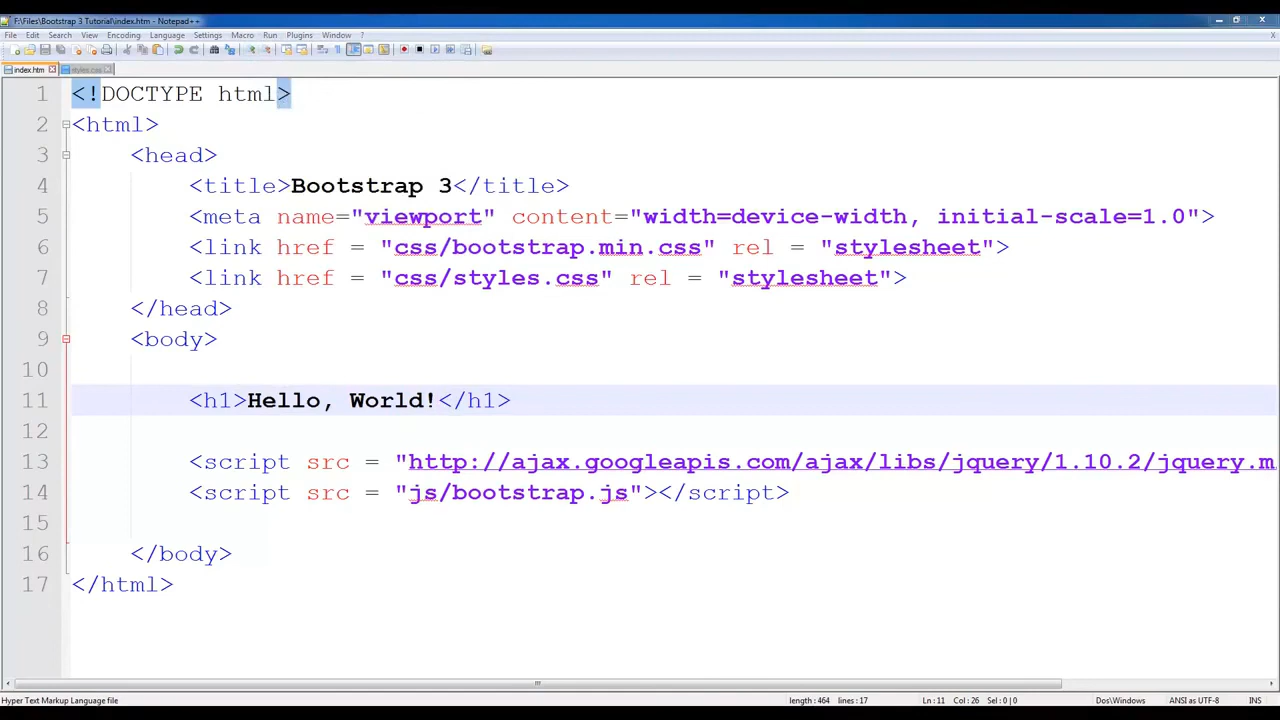 F:\Files\Bootstrap 3 Tutorial\index.htm - Notepad++
File Edit Search View Encoding Language Settings Macro Run Plugins Window ? X
index.htm styles.css
1 <!DOCTYPE html>
2 <html>
3 <head>
4 <title>Bootstrap 3</title>
5 <meta name="viewport" content="width=device-width, initial-scale=1.0">
6 <link href = "css/bootstrap.min.css" rel = "stylesheet">
7 <link href = "css/styles.css" rel = "stylesheet">
8 </head>
9 <body>
10
11 <h1>Hello, World!</h1>
12
13 <script src = "http://ajax.googleapis.com/ajax/libs/jquery/1.10.2/jquery.m
14 <script src = "js/bootstrap.js"></script>
15
16 </body>
17 </html>
Hyper Text Markup Language file length : 464 lines : 17 Ln : 11 Col : 26 Sel : 0 | 0 Dos\Windows ANSI as UTF-8 INS